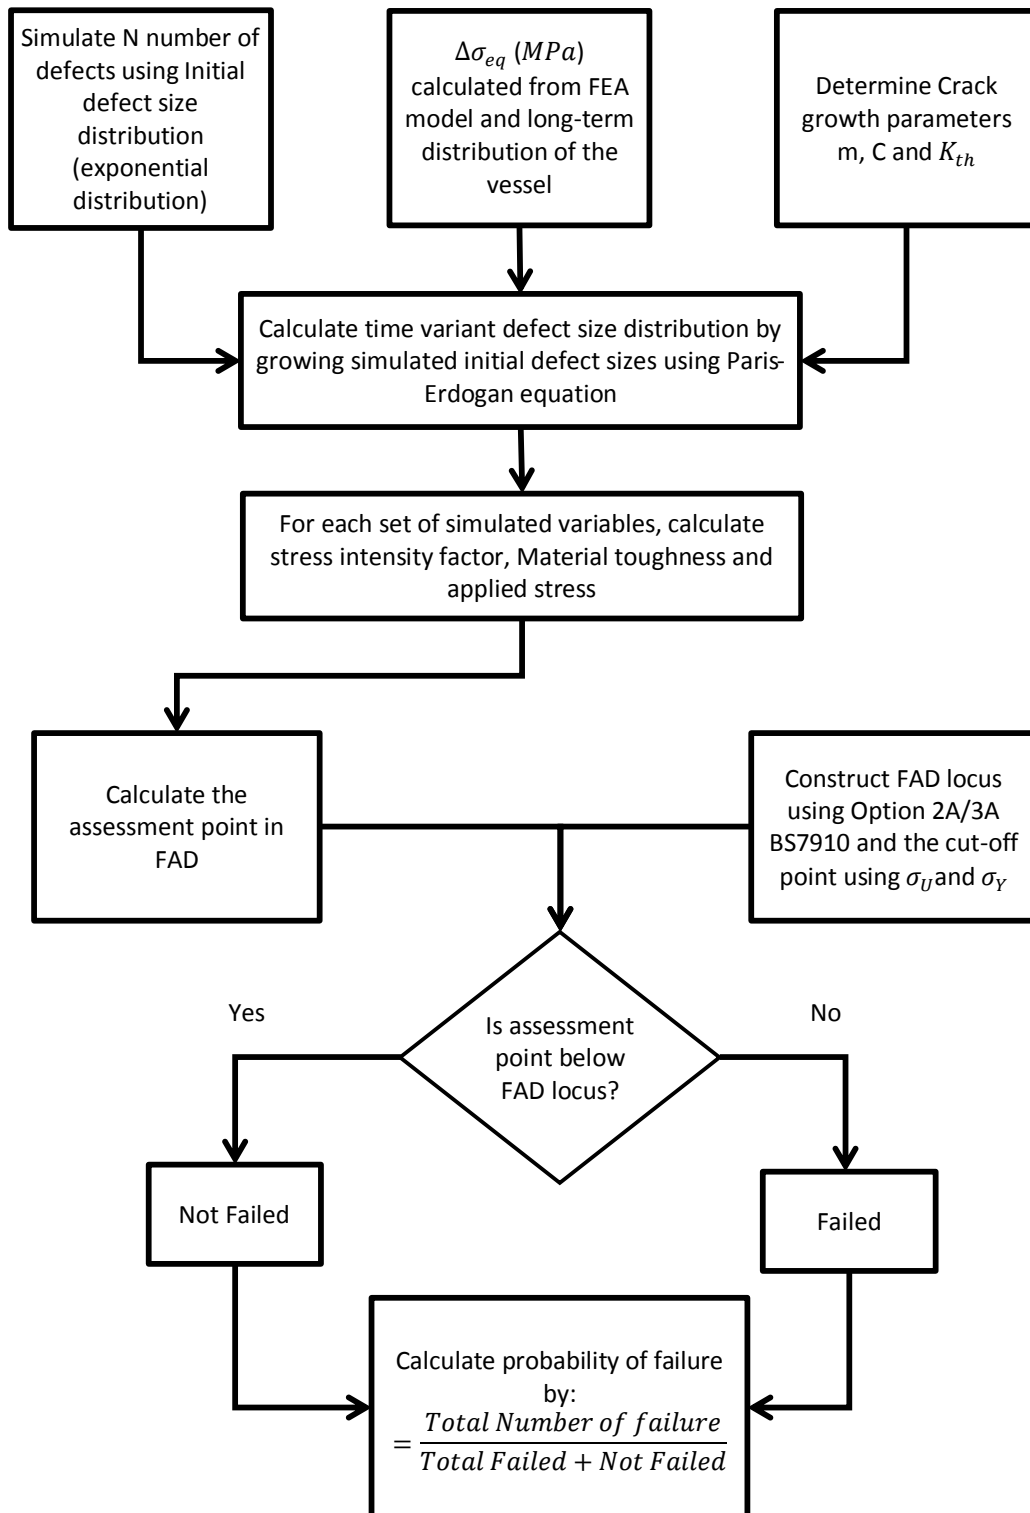 Simulate N number of
defects using Initial
defect size
distribution
(exponential
distribution)
Δσ_eq (MPa)
calculated from FEA
model and long-term
distribution of the
vessel
Determine Crack
growth parameters
m, C and K_th
Calculate time variant defect size distribution by
growing simulated initial defect sizes using Paris-
Erdogan equation
For each set of simulated variables, calculate
stress intensity factor, Material toughness and
applied stress
Calculate the
assessment point in
FAD
Construct FAD locus
using Option 2A/3A
BS7910 and the cut-off
point using σ_U and σ_Y
Yes
No
Is assessment
point below
FAD locus?
Not Failed
Failed
Calculate probability of failure
by:
= Total Number of failure
Total Failed + Not Failed